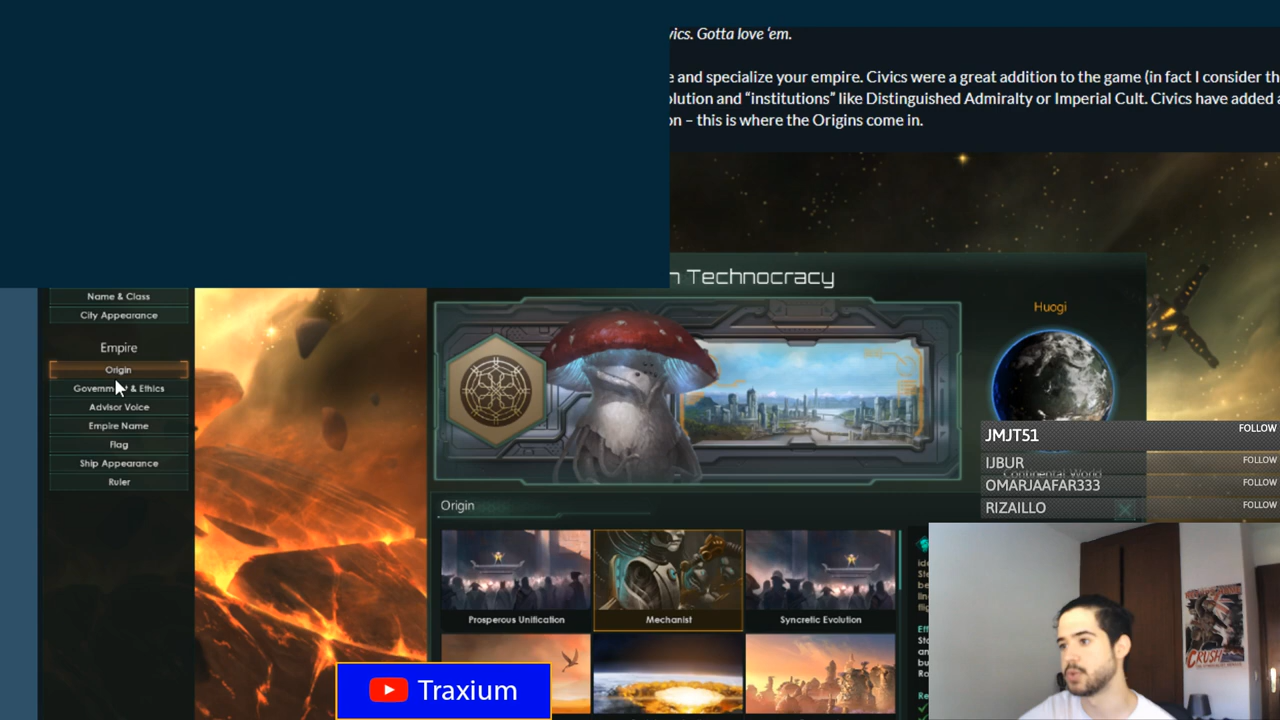 vics. Gotta love 'em.
e and specialize your empire. Civics were a great addition to the game (in fact I consider th
olution and “institutions” like Distinguished Admiralty or Imperial Cult. Civics have added a
on – this is where the Origins come in.
n Technocracy
Huogi
Name & Class
City Appearance
Empire
Origin
Government & Ethics
Advisor Voice
Empire Name
Flag
Ship Appearance
Ruler
Continental World
JMJT51 FOLLOW
IJBUR FOLLOW
OMARJAAFAR333 FOLLOW
RIZAILLO FOLLOW
Origin
Prosperous Unification
Mechanist
Syncretic Evolution
Traxium
CRUSH